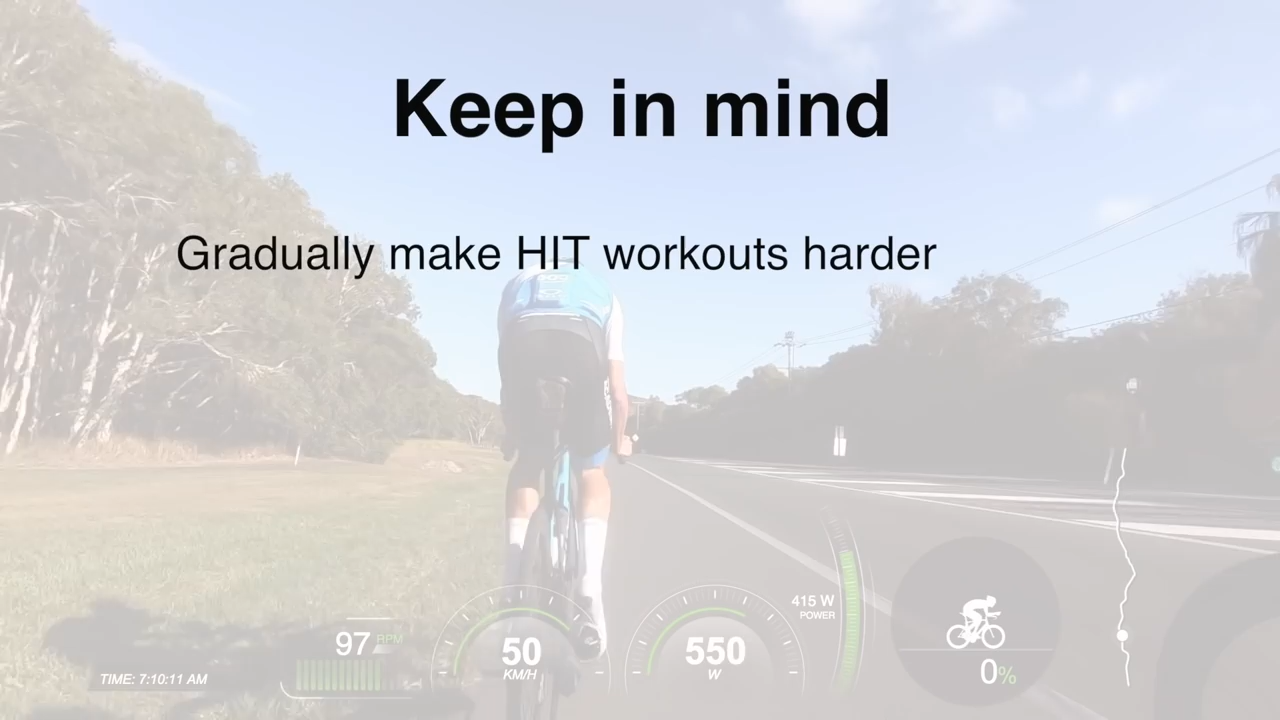 Keep in mind
Gradually make HIT workouts harder
415 W
POWER
97 RPM
50
KM/H
550
W
0%
TIME: 7:10:11 AM